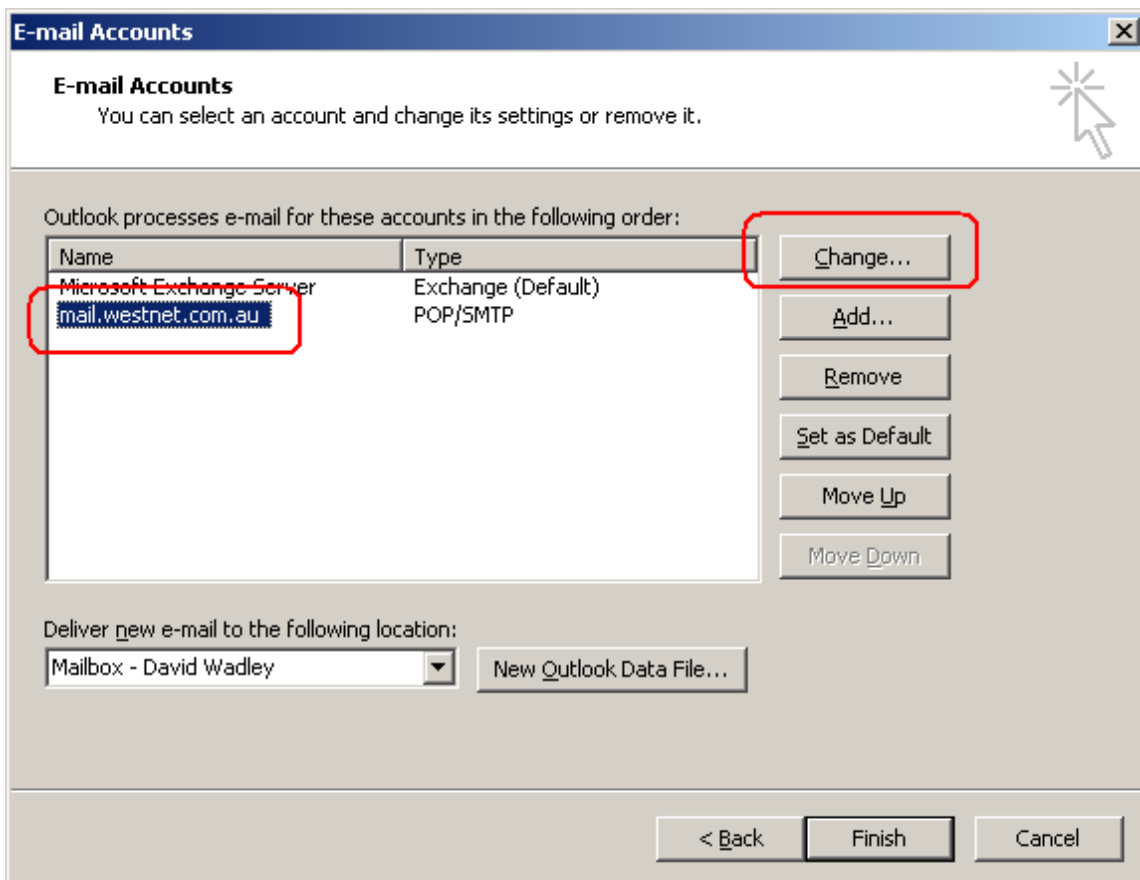 E-mail Accounts
E-mail Accounts
You can select an account and change its settings or remove it.
Outlook processes e-mail for these accounts in the following order:
Name Type
Microsoft Exchange Server Exchange (Default)
mail.westnet.com.au POP/SMTP
Change...
Add...
Remove
Set as Default
Move Up
Move Down
Deliver new e-mail to the following location:
Mailbox - David Wadley New Outlook Data File...
< Back Finish Cancel